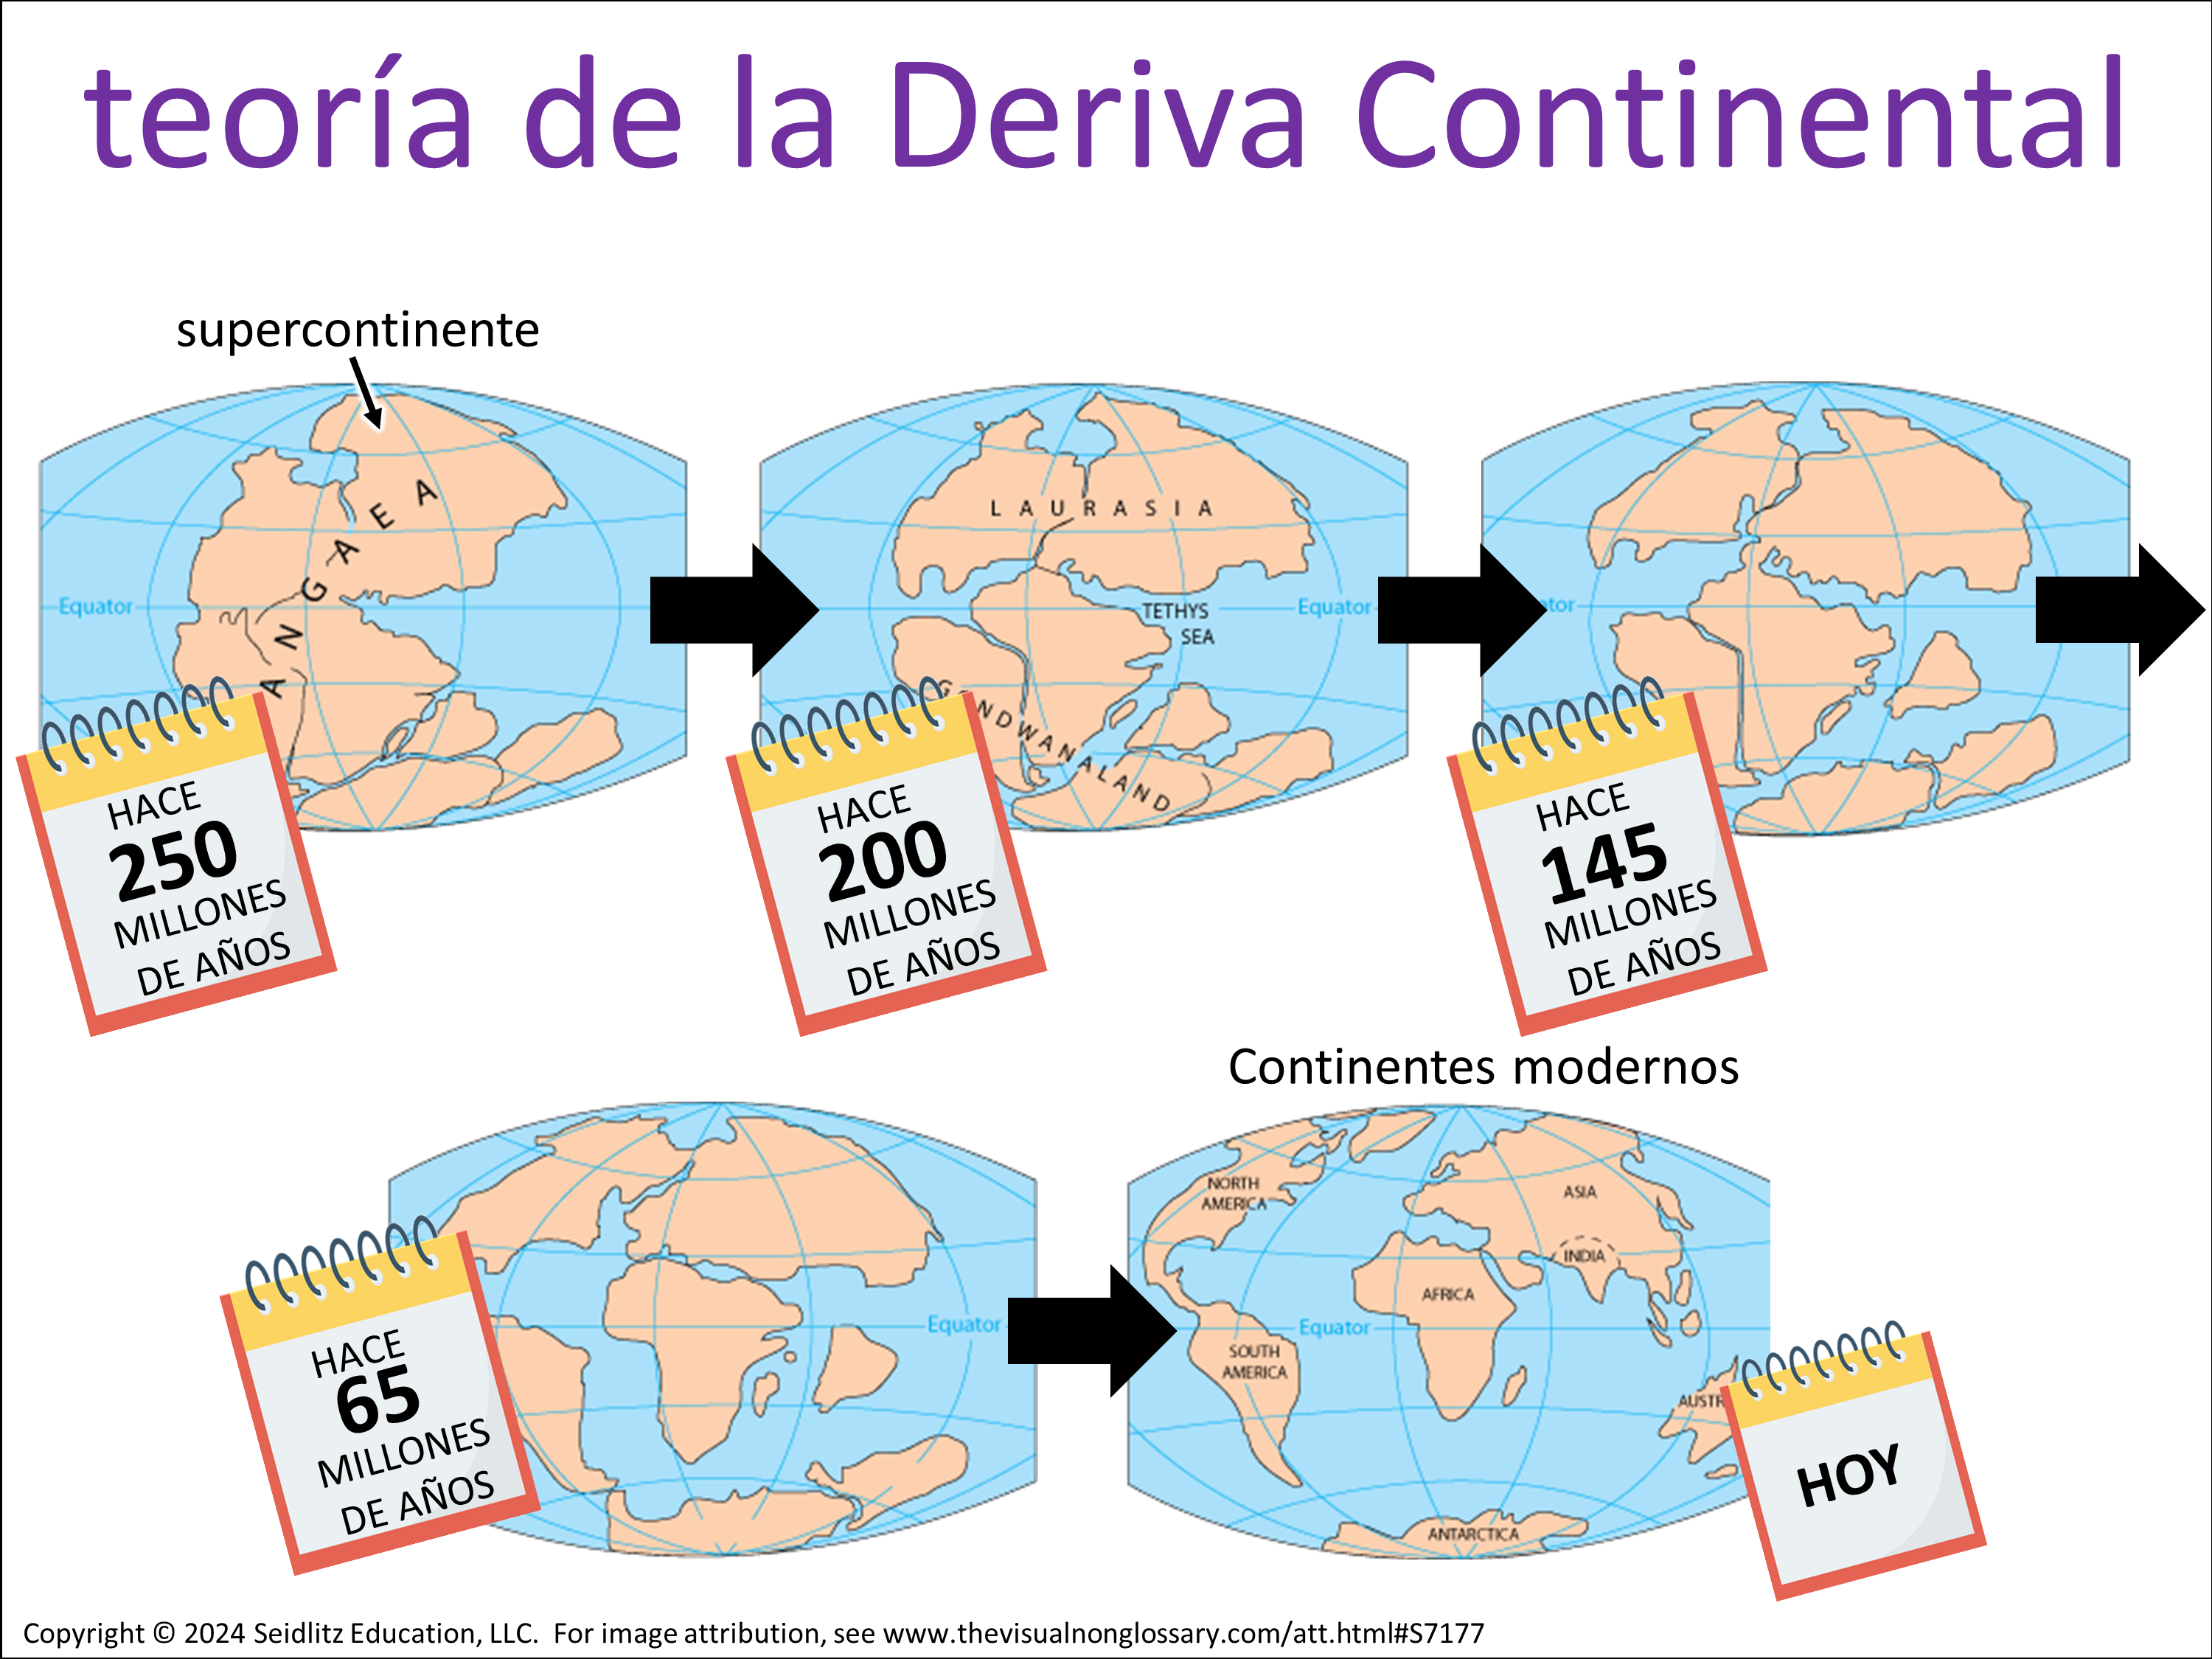 teoría de la Deriva Continental
supercontinente
PANGAEA
Equator
HACE
250
MILLONES
DE AÑOS
LAURASIA
TETHYS
SEA
Equator
GONDWANALAND
HACE
200
MILLONES
DE AÑOS
HACE
145
MILLONES
DE AÑOS
Equator
HACE
65
MILLONES
DE AÑOS
Continentes modernos
NORTH
AMERICA
ASIA
INDIA
AFRICA
Equator
SOUTH
AMERICA
AUSTR
ANTARCTICA
HOY
Copyright © 2024 Seidlitz Education, LLC. For image attribution, see www.thevisualnonglossary.com/att.html#S7177